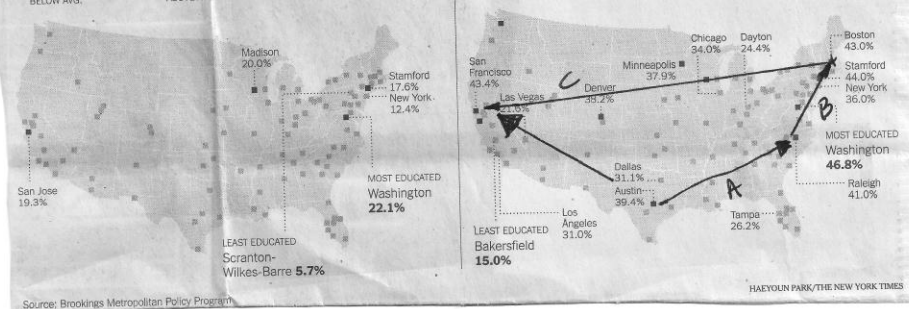 BELOW AVG.
Madison
20.0%
Stamford
17.6%
New York
12.4%
MOST EDUCATED
Washington
22.1%
San Jose
19.3%
LEAST EDUCATED
Scranton-
Wilkes-Barre 5.7%
Source: Brookings Metropolitan Policy Program
Chicago
34.0%
Dayton
24.4%
Boston
43.0%
Minneapolis
37.9%
San
Francisco
43.4%
C
Stamford
44.0%
New York
36.0%
Las Vegas
21.6%
Denver
38.2%
B
MOST EDUCATED
Washington
46.8%
Dallas
31.1%
Austin
39.4%
A
Raleigh
41.0%
Tampa
26.2%
Los
Angeles
31.0%
LEAST EDUCATED
Bakersfield
15.0%
HAEYOUN PARK/THE NEW YORK TIMES